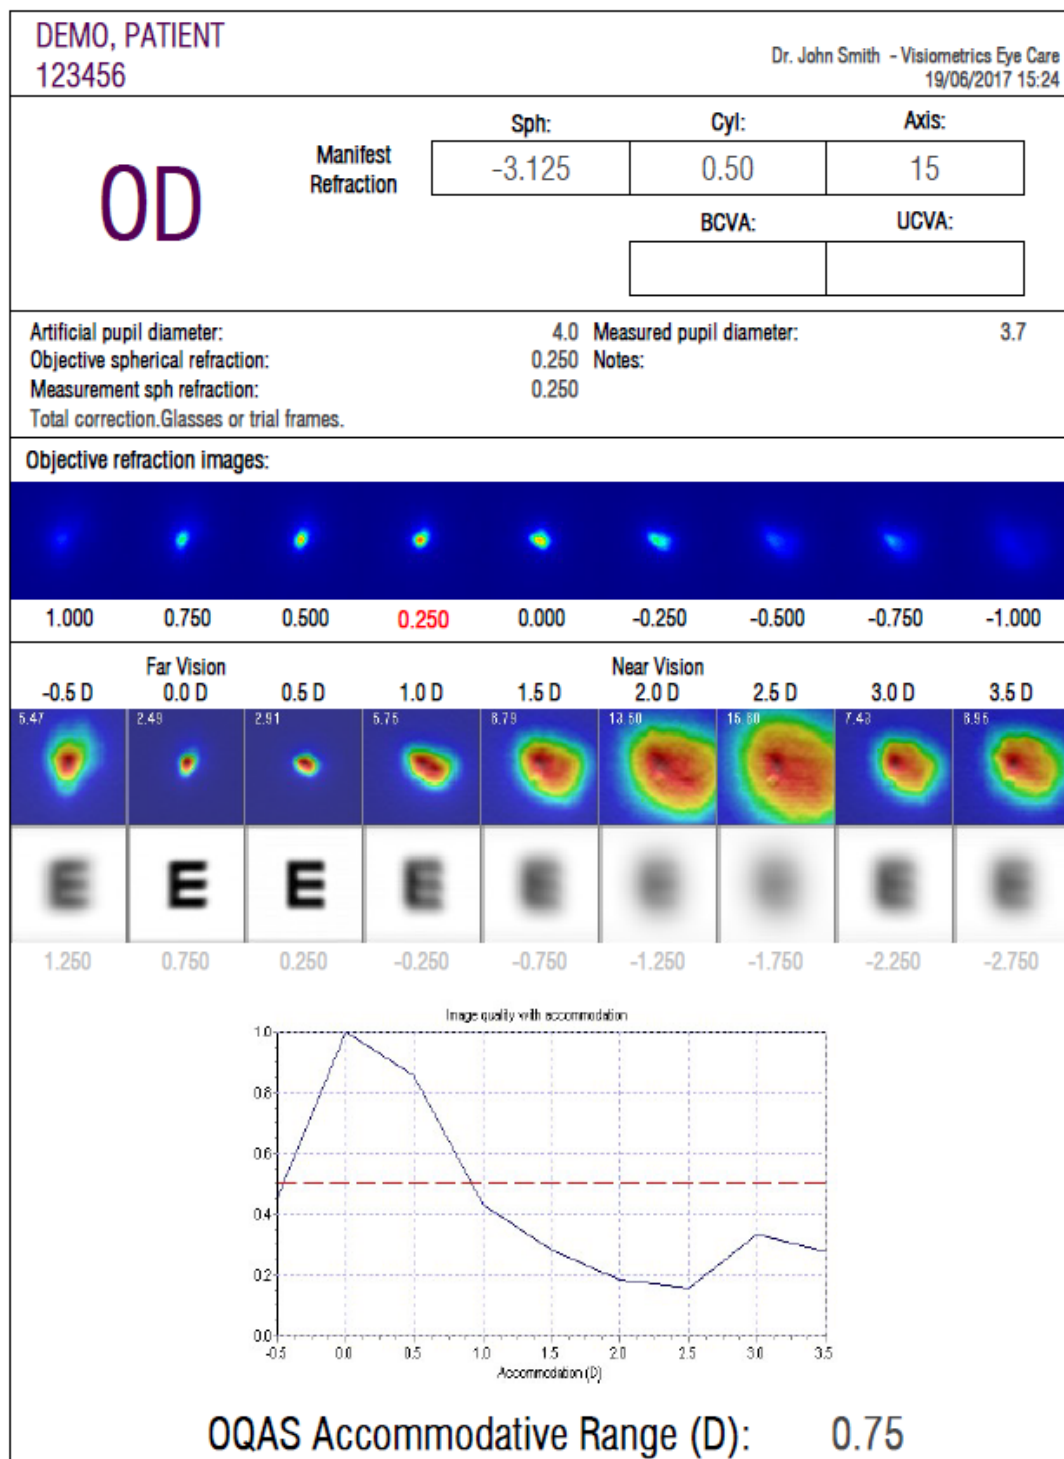 DEMO, PATIENT
123456
Dr. John Smith - Visiometrics Eye Care
19/06/2017 15:24
OD
Manifest
Refraction
Sph: Cyl: Axis:
-3.125 0.50 15
BCVA: UCVA:
Artificial pupil diameter: 4.0 Measured pupil diameter: 3.7
Objective spherical refraction: 0.250 Notes:
Measurement sph refraction: 0.250
Total correction.Glasses or trial frames.
Objective refraction images:
1.000 0.750 0.500 0.250 0.000 -0.250 -0.500 -0.750 -1.000
Far Vision Near Vision
-0.5 D 0.0 D 0.5 D 1.0 D 1.5 D 2.0 D 2.5 D 3.0 D 3.5 D
5.47 2.49 2.91 5.75 8.79 13.50 15.80 7.43 8.95
E E E E E E E
1.250 0.750 0.250 -0.250 -0.750 -1.250 -1.750 -2.250 -2.750
Image quality with accommodation
1.0
0.8
0.6
0.4
0.2
0.0
-0.5 0.0 0.5 1.0 1.5 2.0 2.5 3.0 3.5
Accommodation (D)
OQAS Accommodative Range (D): 0.75